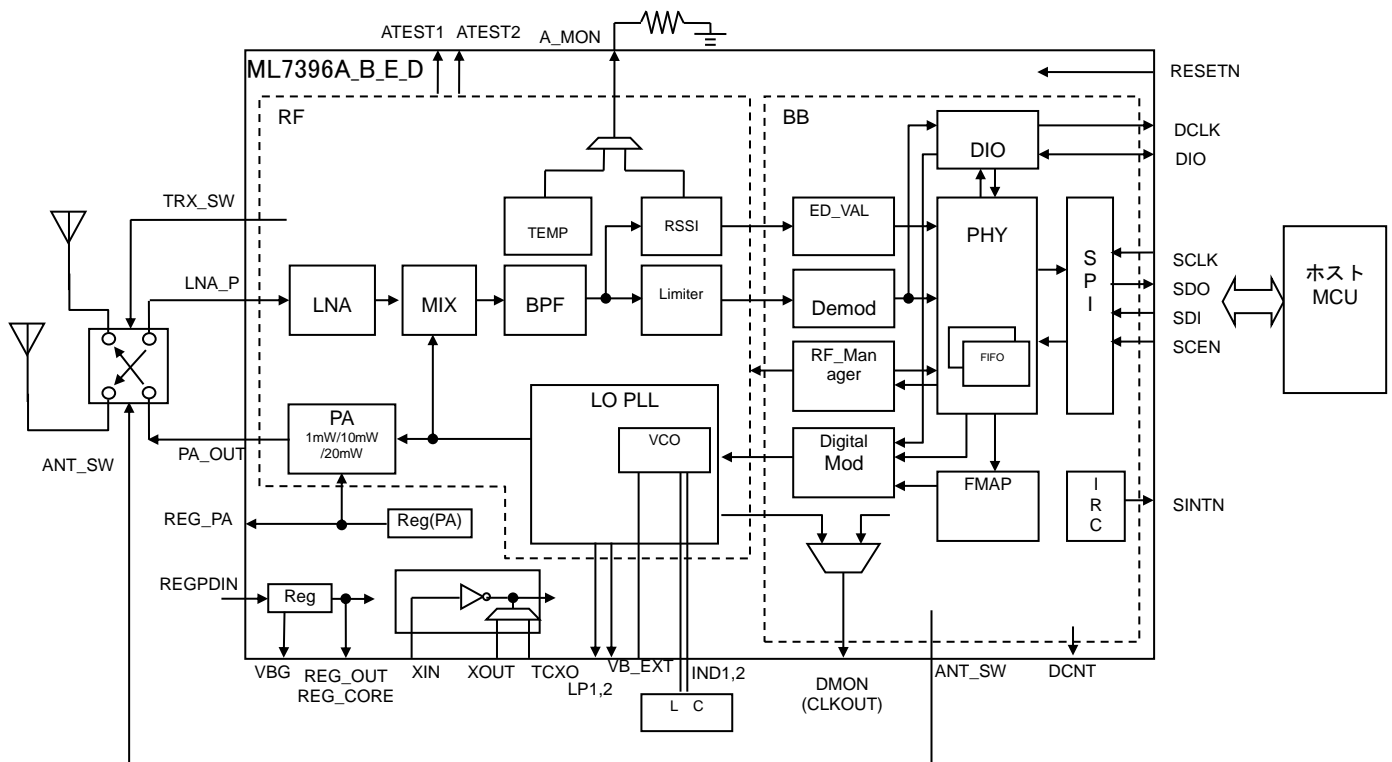 ATEST1
ATEST2
A_MON
ML7396A_B_E_D
RESETN
RF
BB
DIO
DCLK
DIO
TRX_SW
TEMP
RSSI
ED_VAL
PHY
S
P
I
SCLK
SDO
SDI
SCEN
ホスト
MCU
LNA_P
LNA
MIX
BPF
Limiter
Demod
RF_Man
ager
FIFO
LO PLL
VCO
PA
1mW/10mW
/20mW
Digital
Mod
FMAP
I
R
C
SINTN
ANT_SW
PA_OUT
REG_PA
Reg(PA)
REGPDIN
Reg
VBG
REG_OUT
REG_CORE
XIN
XOUT
TCXO
LP1,2
VB_EXT
IND1,2
L C
DMON
(CLKOUT)
ANT_SW
DCNT